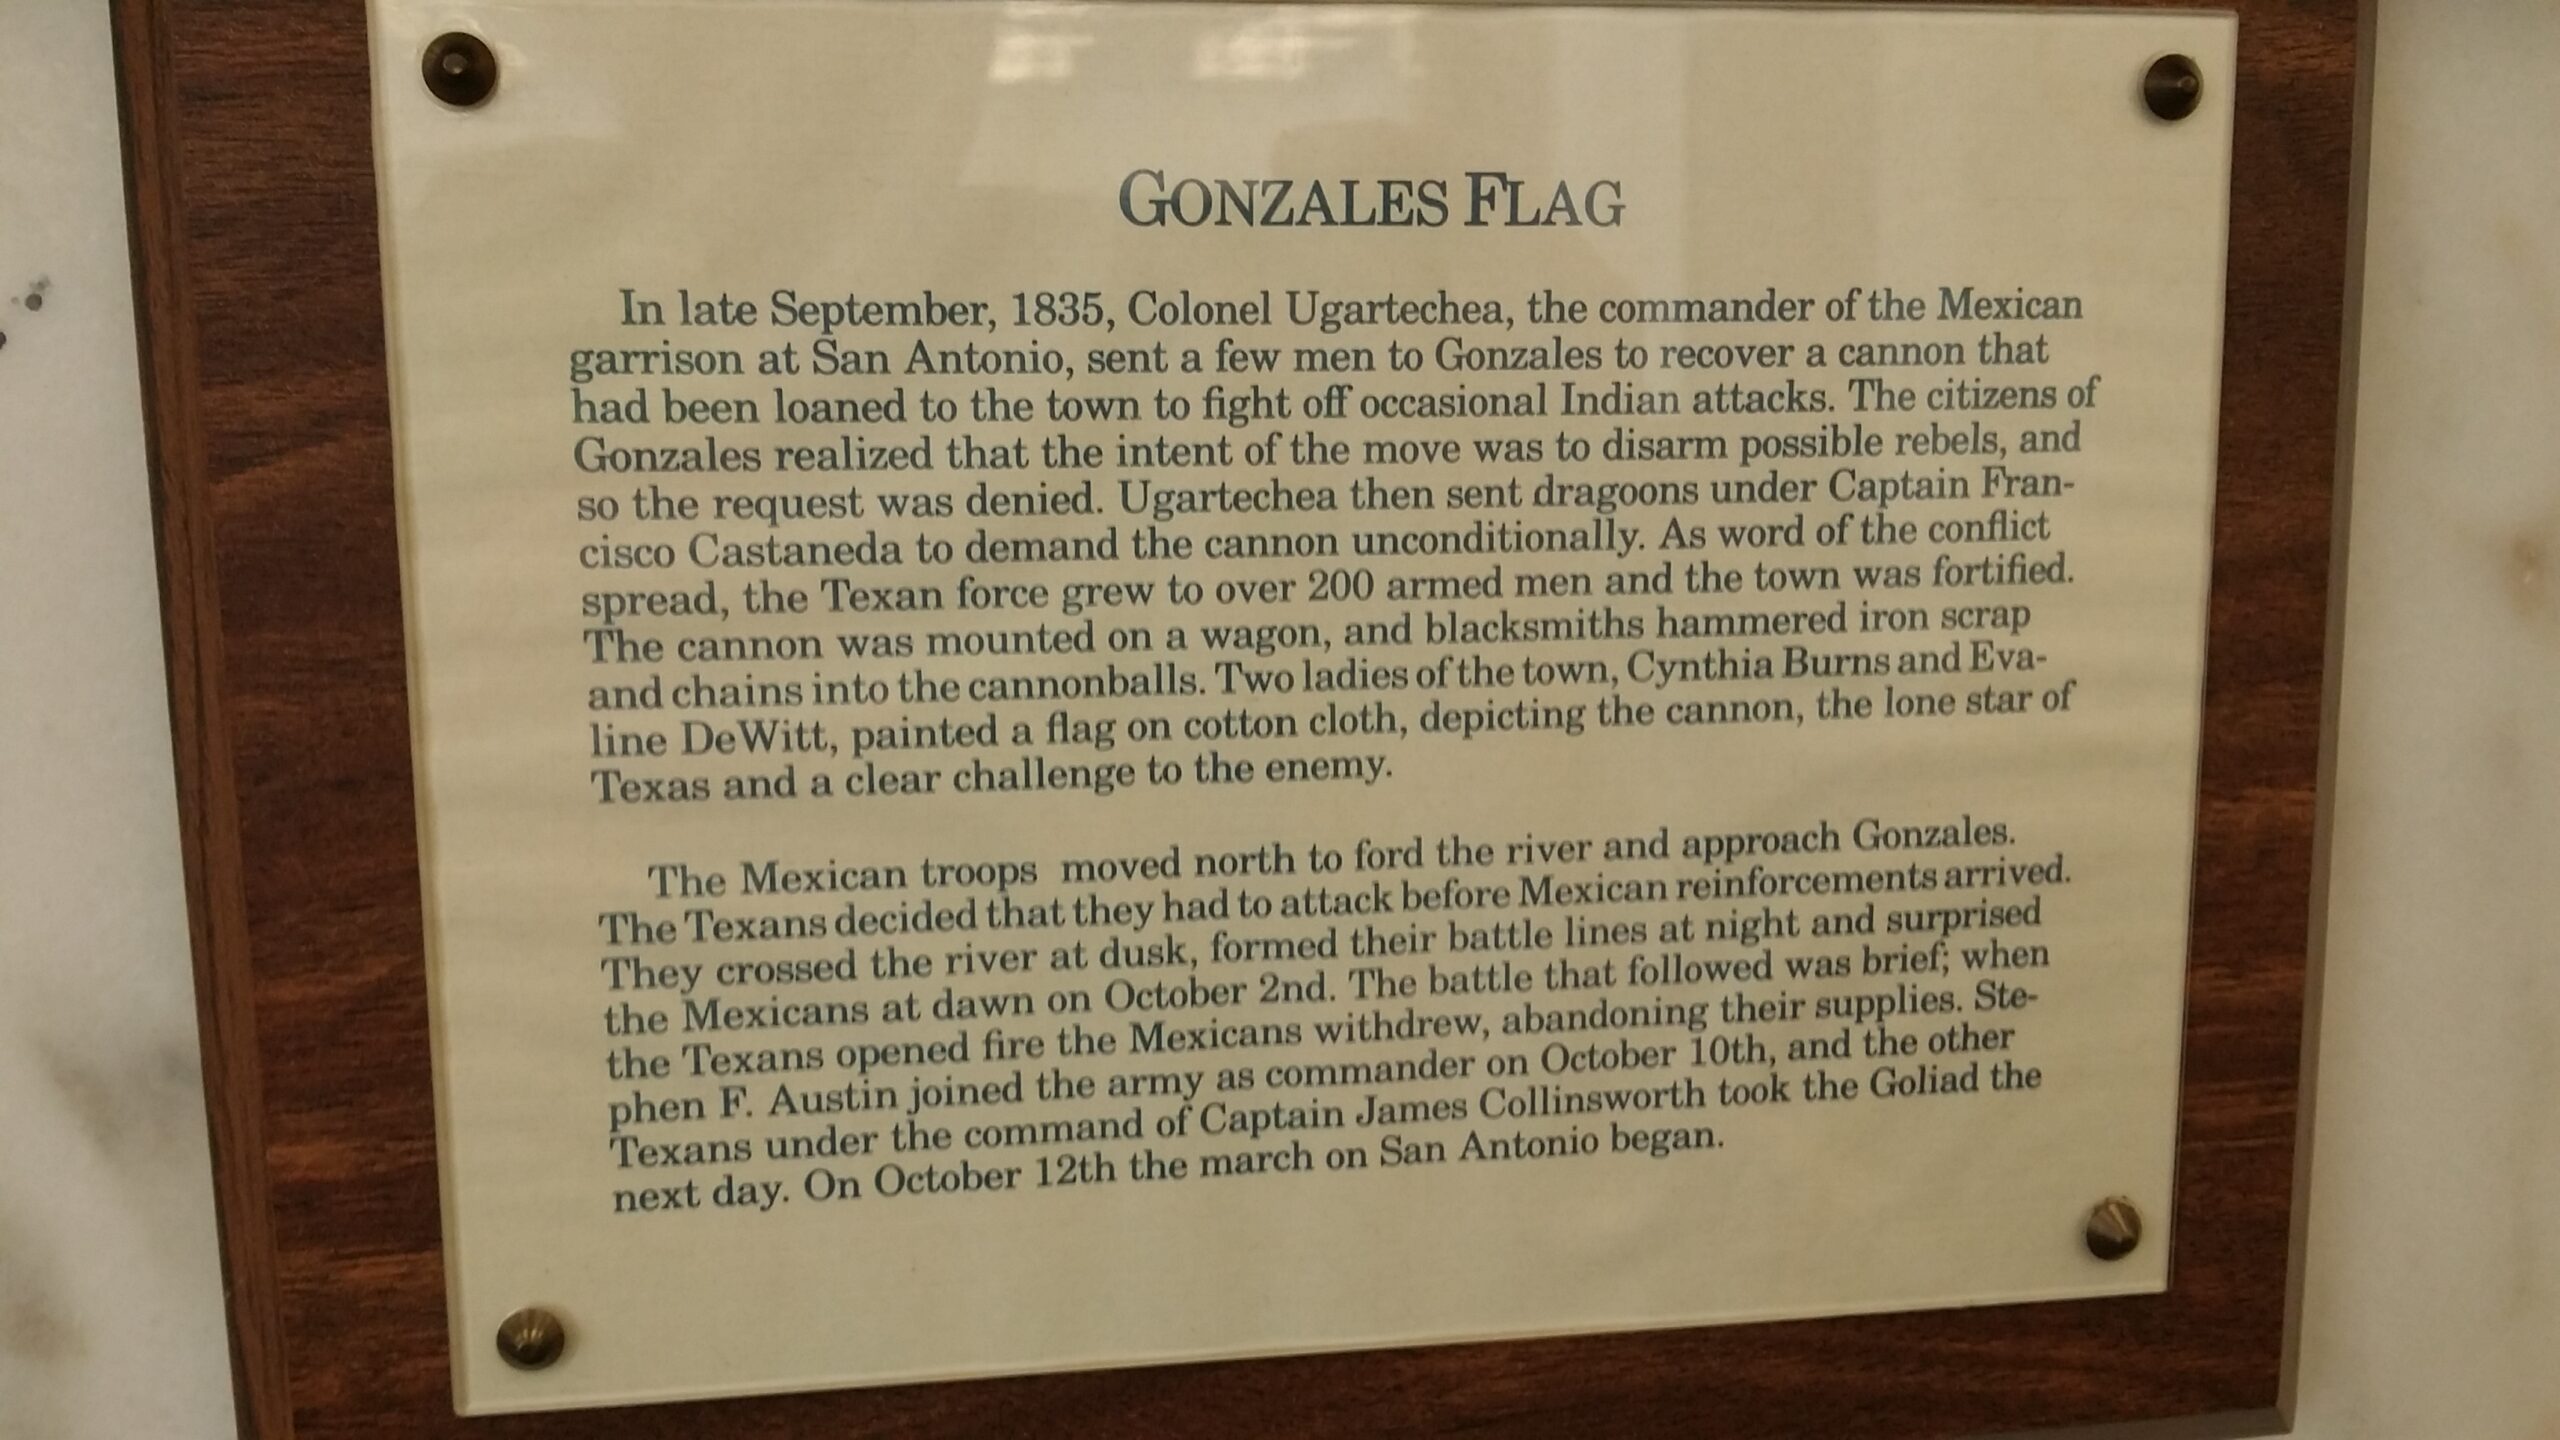 GONZALES FLAG
In late September, 1835, Colonel Ugartechea, the commander of the Mexican
garrison at San Antonio, sent a few men to Gonzales to recover a cannon that
had been loaned to the town to fight off occasional Indian attacks. The citizens of
Gonzales realized that the intent of the move was to disarm possible rebels, and
so the request was denied. Ugartechea then sent dragoons under Captain Fran-
cisco Castaneda to demand the cannon unconditionally. As word of the conflict
spread, the Texan force grew to over 200 armed men and the town was fortified.
The cannon was mounted on a wagon, and blacksmiths hammered iron scrap
and chains into the cannonballs. Two ladies of the town, Cynthia Burns and Eva-
line DeWitt, painted a flag on cotton cloth, depicting the cannon, the lone star of
Texas and a clear challenge to the enemy.
The Mexican troops moved north to ford the river and approach Gonzales.
The Texans decided that they had to attack before Mexican reinforcements arrived.
They crossed the river at dusk, formed their battle lines at night and surprised
the Mexicans at dawn on October 2nd. The battle that followed was brief; when
the Texans opened fire the Mexicans withdrew, abandoning their supplies. Ste-
phen F. Austin joined the army as commander on October 10th, and the other
Texans under the command of Captain James Collinsworth took the Goliad the
next day. On October 12th the march on San Antonio began.